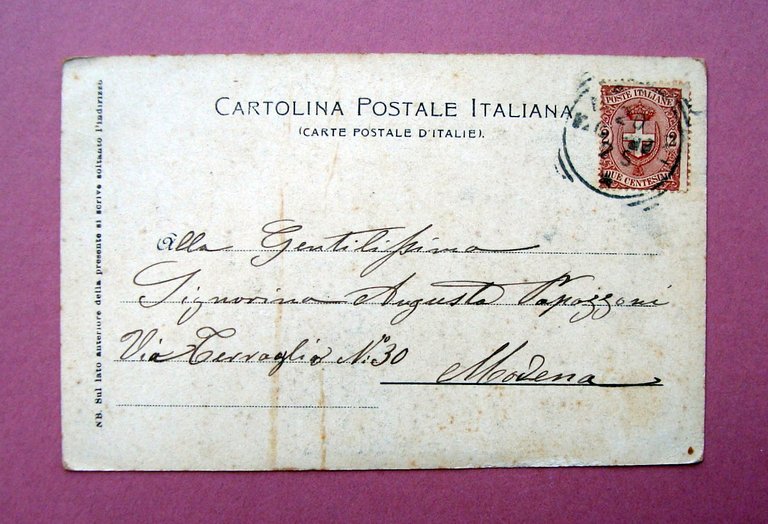 CARTOLINA POSTALE ITALIANA
(CARTE POSTALE D'ITALIE).
POSTE ITALIANE
2 2
DUE CENTESIMI
Alla Gentilissima
Signorina Augusta Papazzoni
Via Terraglio N.º 30
Modena
NB. Sul lato anteriore della presente si scrive soltanto l'indirizzo